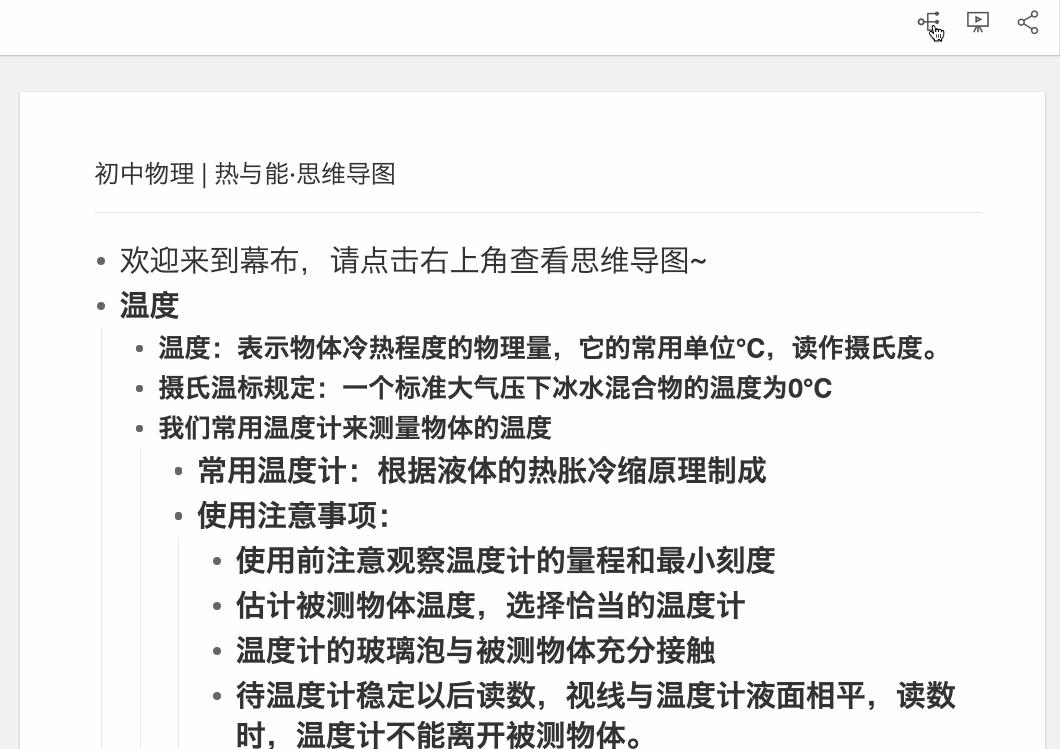 初中物理 | 热与能·思维导图
欢迎来到幕布，请点击右上角查看思维导图~
温度
温度：表示物体冷热程度的物理量，它的常用单位°C，读作摄氏度。
摄氏温标规定：一个标准大气压下冰水混合物的温度为0°C
我们常用温度计来测量物体的温度
常用温度计：根据液体的热胀冷缩原理制成
使用注意事项：
使用前注意观察温度计的量程和最小刻度
估计被测物体温度，选择恰当的温度计
温度计的玻璃泡与被测物体充分接触
待温度计稳定以后读数，视线与温度计液面相平，读数
时，温度计不能离开被测物体。